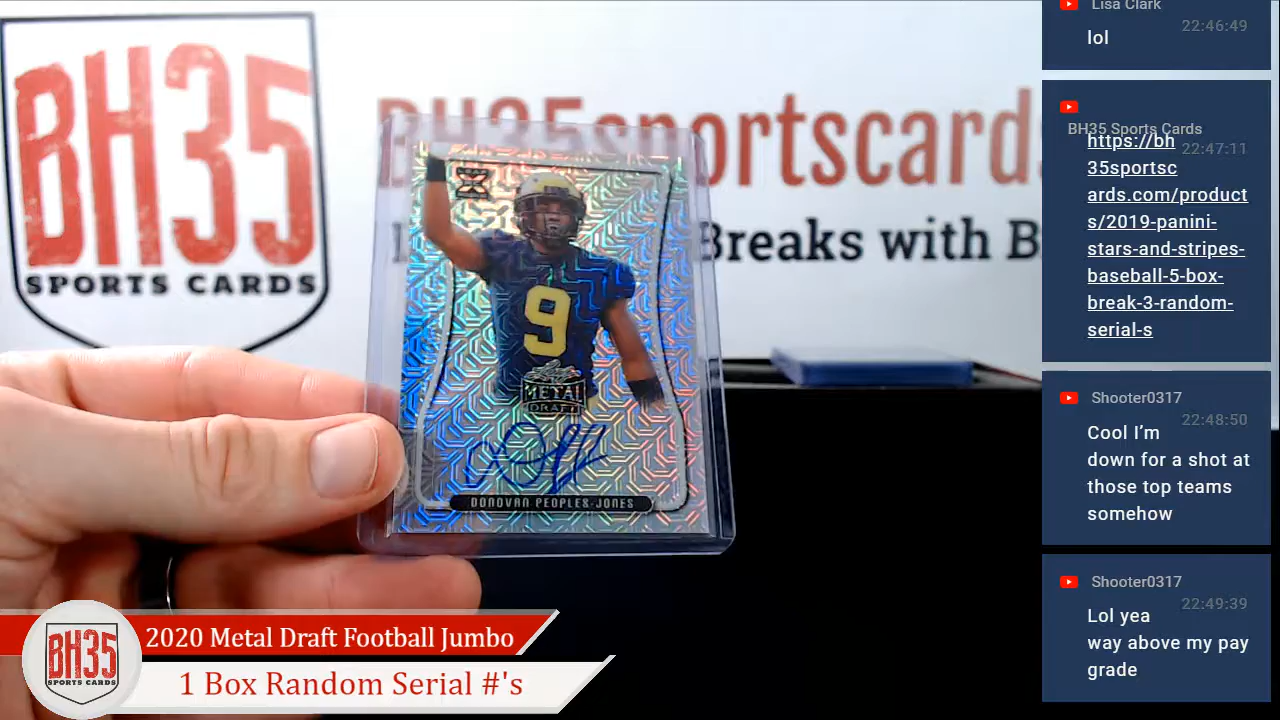 BH35
SPORTS CARDS
BH35sportscards
Breaks with B
9
METAL
DRAFT
DONOVAN PEOPLES-JONES
BH35
SPORTS CARDS
2020 Metal Draft Football Jumbo
1 Box Random Serial #'s
Lisa Clark
22:46:49
lol
BH35 Sports Cards
22:47:11
https://bh
35sportsc
ards.com/product
s/2019-panini-
stars-and-stripes-
baseball-5-box-
break-3-random-
serial-s
Shooter0317
22:48:50
Cool I’m
down for a shot at
those top teams
somehow
Shooter0317
22:49:39
Lol yea
way above my pay
grade